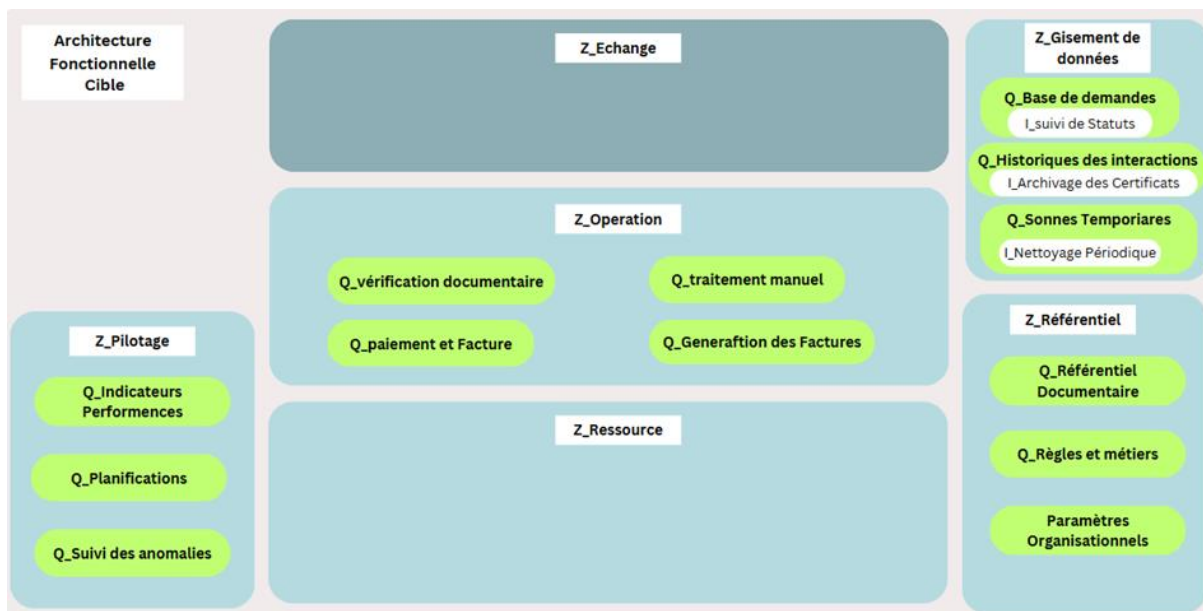 Architecture
Fonctionnelle
Cible
Z_Echange
Z_Gisement de
données
Q_Base de demandes
I_suivi de Statuts
Q_Historiques des interactions
I_Archivage des Certificats
Q_Sonnes Temporiares
I_Nettoyage Périodique
Z_Operation
Q_vérification documentaire
Q_traitement manuel
Q_paiement et Facture
Q_Generaftion des Factures
Z_Pilotage
Q_Indicateurs
Performences
Q_Planifications
Q_Suivi des anomalies
Z_Ressource
Z_Référentiel
Q_Référentiel
Documentaire
Q_Règles et métiers
Paramètres
Organisationnels